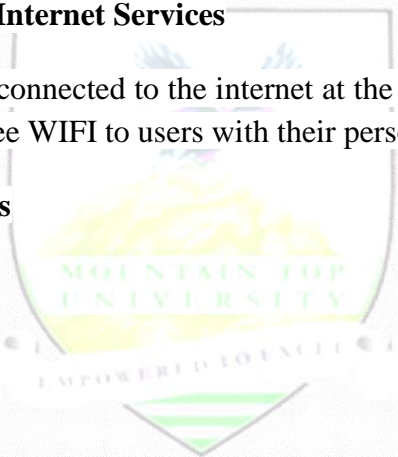 Internet Services
connected to the internet at the
ee WIFI to users with their pers
s
MOUNTAIN TOP
UNIVERSITY
EMPOWERED TO EXCEL